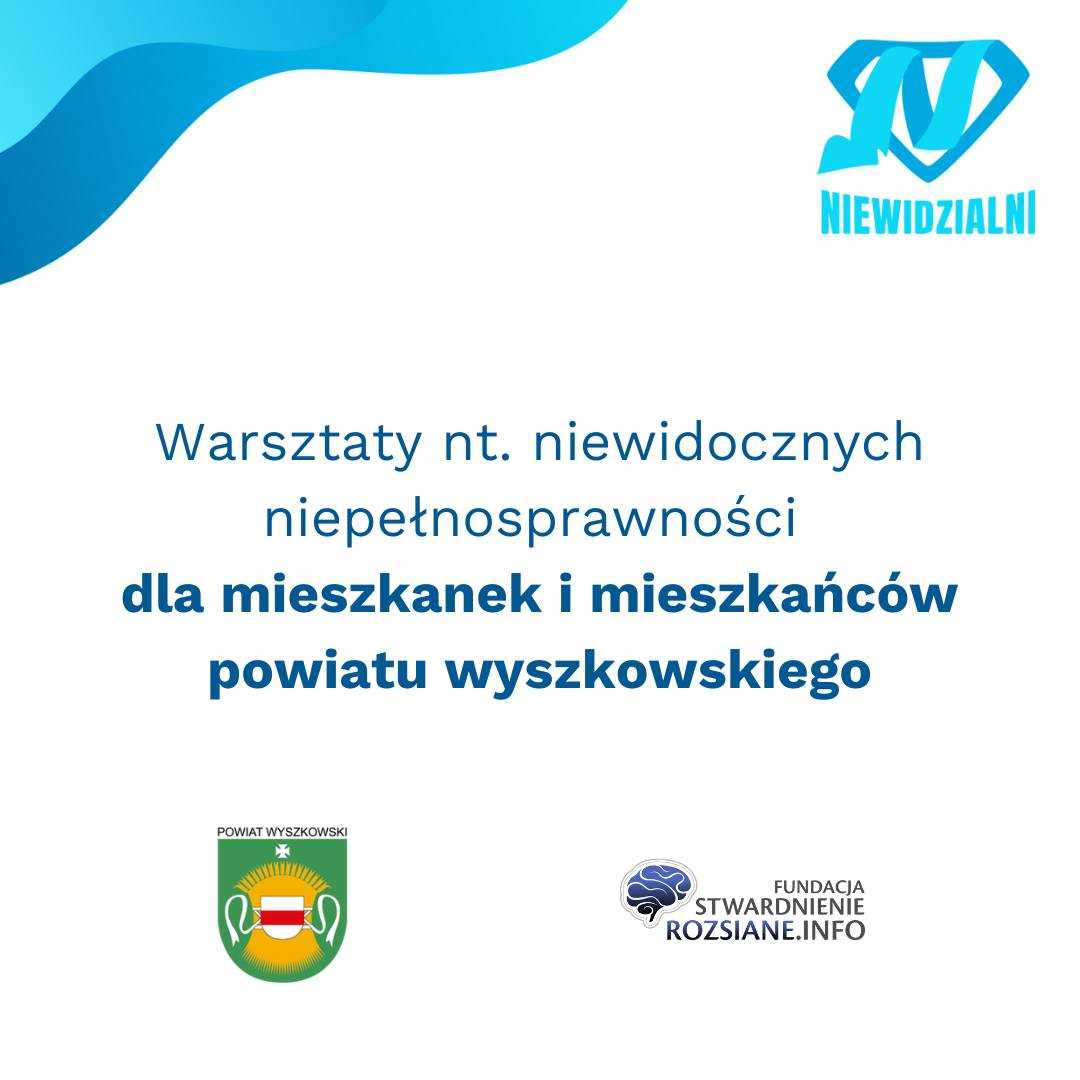 NIEWIDZIALNI
Warsztaty nt. niewidocznych
niepełnosprawności
dla mieszkanek i mieszkańców
powiatu wyszkowskiego
POWIAT WYSZKOWSKI
FUNDACJA
STWARDNIENIE
ROZSIANE.INFO